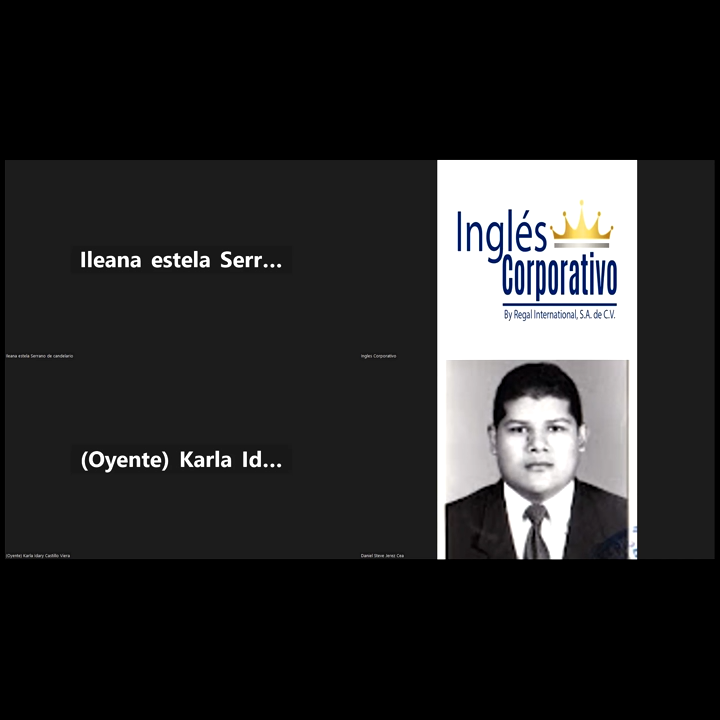 Ileana estela Serr...
Ileana estela Serrano de candelario
Inglés
Corporativo
By Regal International, S.A. de C.V.
Ingles Corporativo
(Oyente) Karla Id...
(Oyente) Karla Idary Castillo Viera
Daniel Steve Jerez Cea